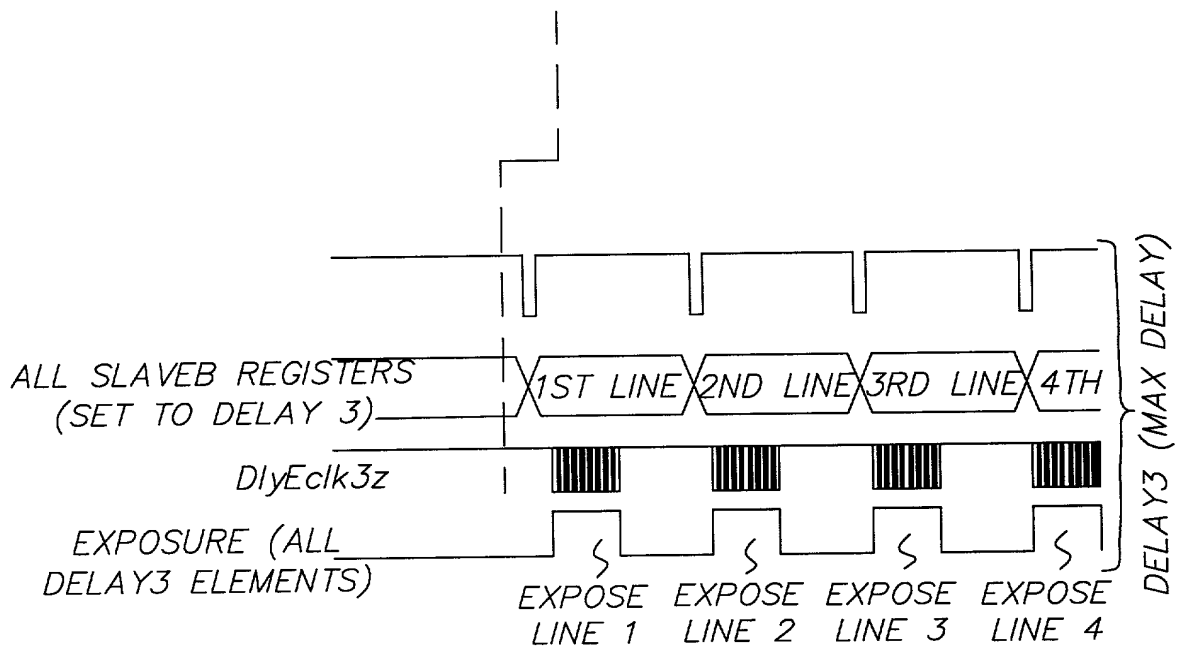 ALL SLAVEB REGISTERS
(SET TO DELAY 3)
1ST LINE 2ND LINE 3RD LINE 4TH
DlyEclk3z
EXPOSURE (ALL
DELAY3 ELEMENTS)
EXPOSE EXPOSE EXPOSE EXPOSE
LINE 1 LINE 2 LINE 3 LINE 4
DELAY3 (MAX DELAY)